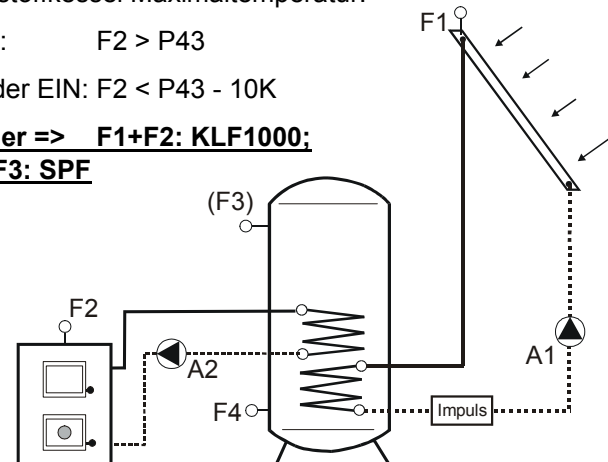 F2 > P43
der EIN: F2 < P43 - 10K
er => F1+F2: KLF1000;
F3: SPF
F1
(F3)
F2
A2
A1
F4
Impuls